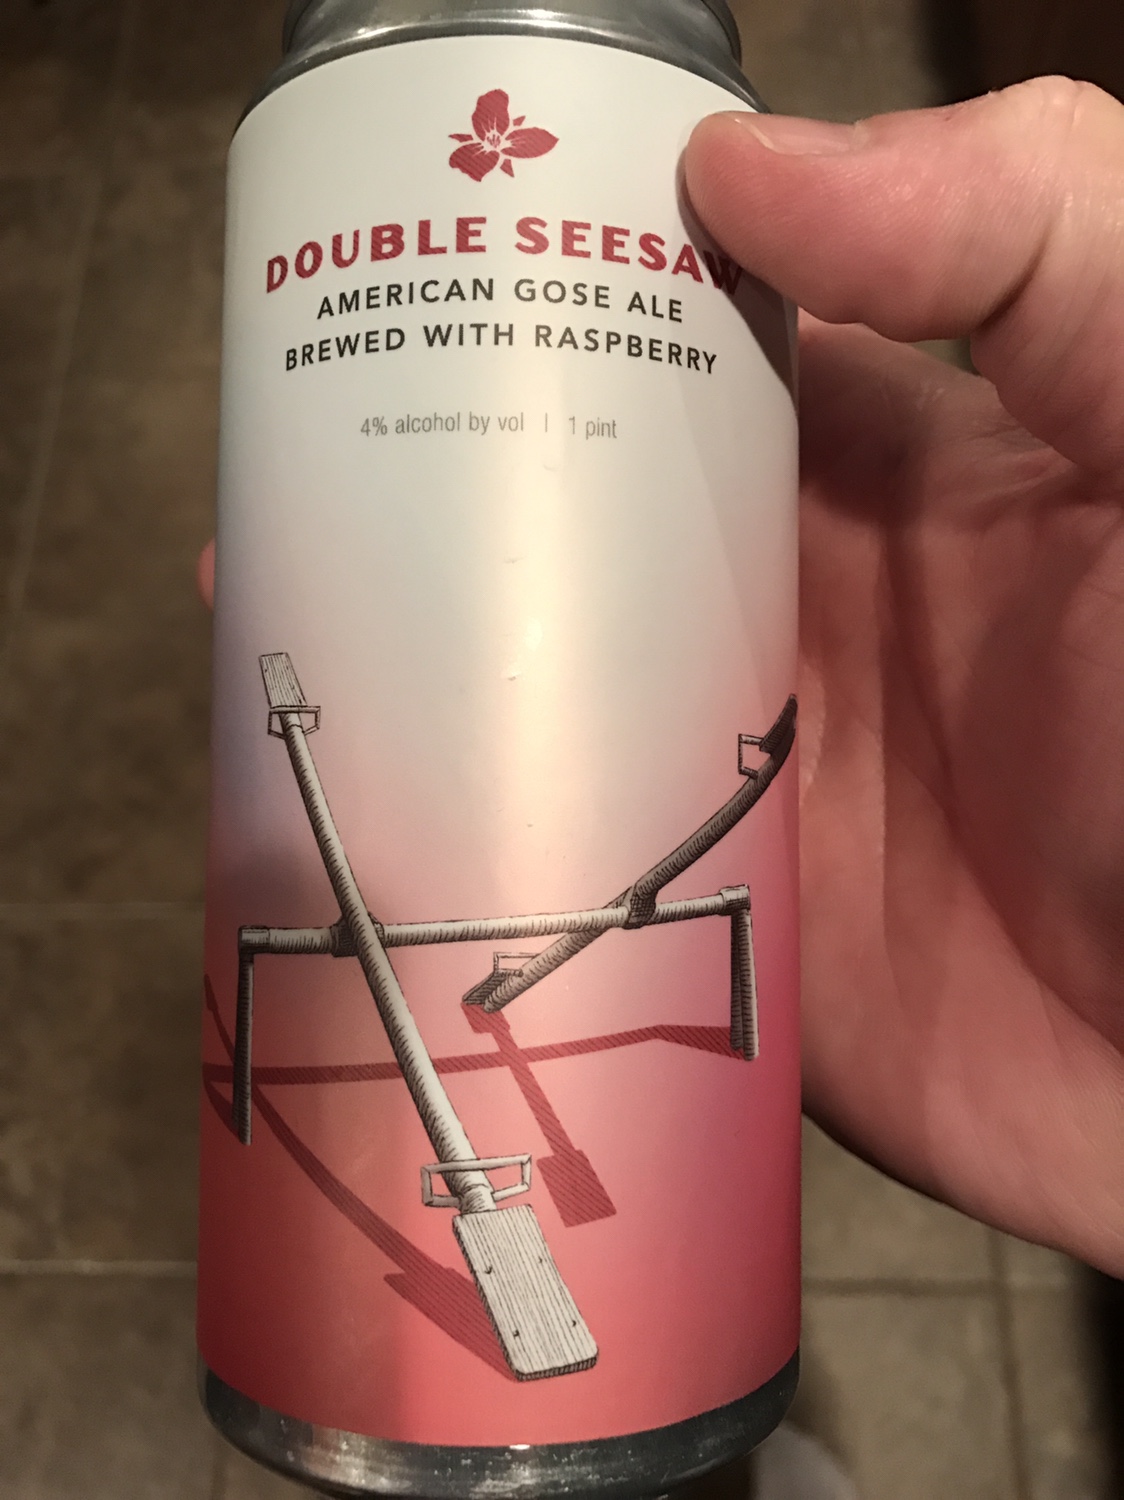 DOUBLE SEESAW
AMERICAN GOSE ALE
BREWED WITH RASPBERRY
4% alcohol by vol | 1 pint